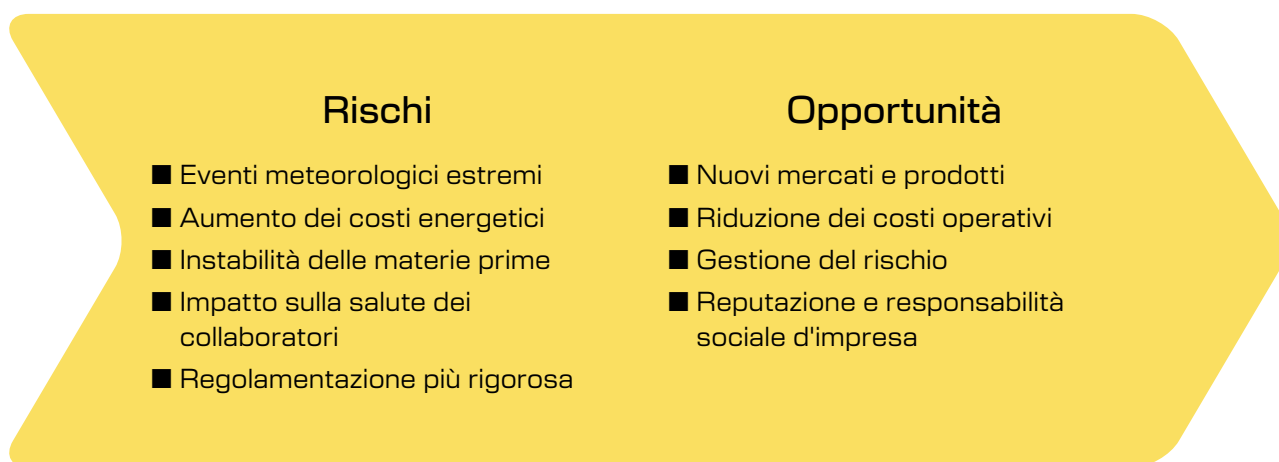 Rischi
■ Eventi meteorologici estremi
■ Aumento dei costi energetici
■ Instabilità delle materie prime
■ Impatto sulla salute dei
collaboratori
■ Regolamentazione più rigorosa
Opportunità
■ Nuovi mercati e prodotti
■ Riduzione dei costi operativi
■ Gestione del rischio
■ Reputazione e responsabilità
sociale d'impresa